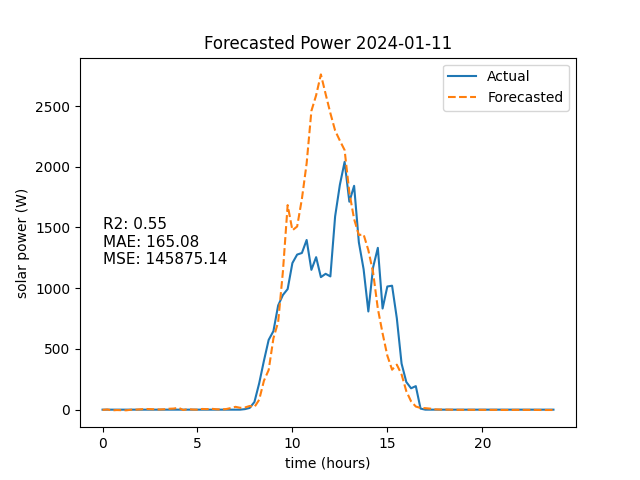 Forecasted Power 2024-01-11
Actual
Forecasted
R2: 0.55
MAE: 165.08
MSE: 145875.14
solar power (W)
2500
2000
1500
1000
500
0
0 5 10 15 20
time (hours)